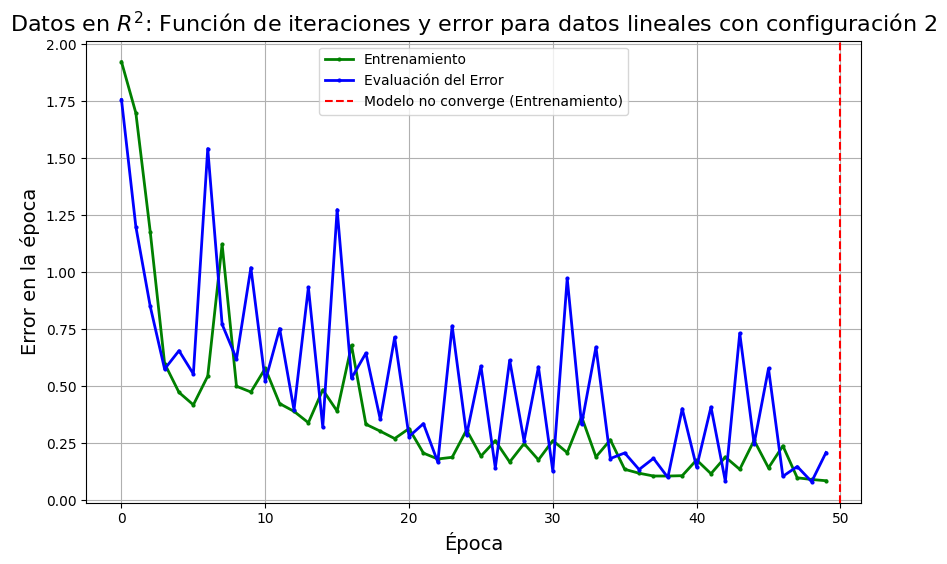 Datos en R²: Función de iteraciones y error para datos lineales con configuración 2
Entrenamiento
Evaluación del Error
Modelo no converge (Entrenamiento)
Error en la época
2.00
1.75
1.50
1.25
1.00
0.75
0.50
0.25
0.00
0 10 20 30 40 50
Época